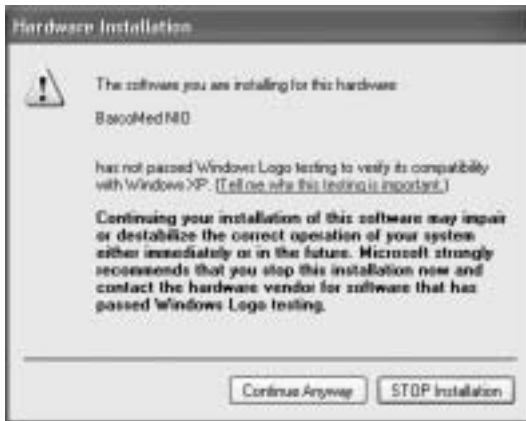 Hardware Installation
The software you are installing for this hardware:
BarcoMed NIO
has not passed Windows Logo testing to verify its compatibility
with Windows XP. (Tell me why this testing is important.)
Continuing your installation of this software may impair
or destabilize the correct operation of your system
either immediately or in the future. Microsoft strongly
recommends that you stop this installation now and
contact the hardware vendor for software that has
passed Windows Logo testing.
Continue Anyway
STOP Installation